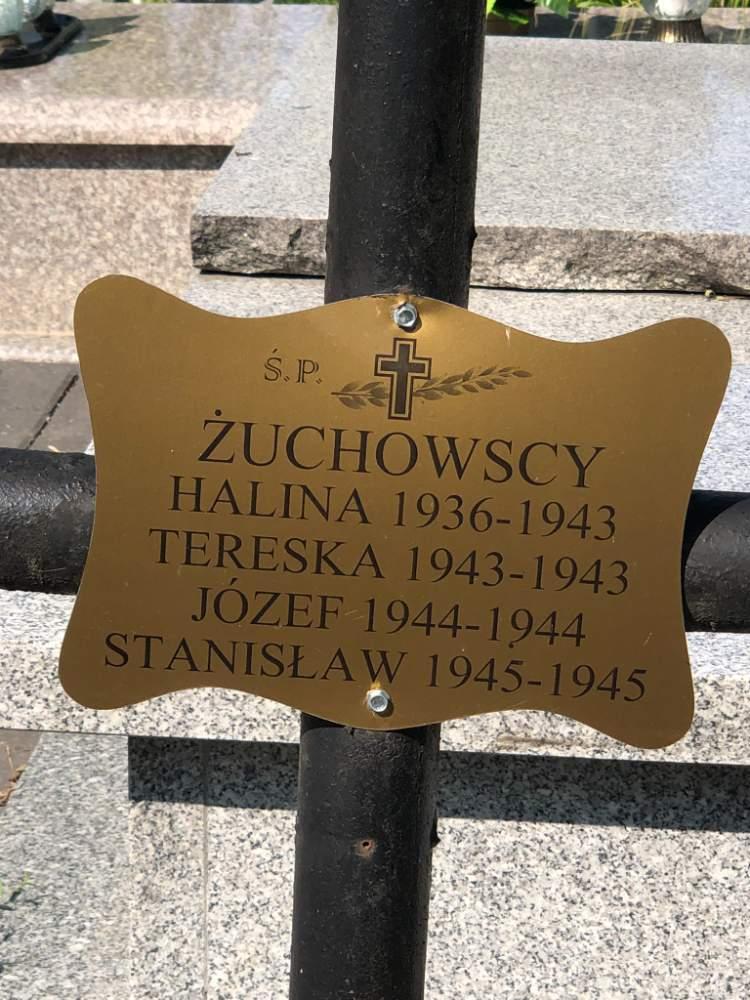 Ś.P.
ŻUCHOWSCY
HALINA 1936-1943
TERESKA 1943-1943
JÓZEF 1944-1944
STANISŁAW 1945-1945